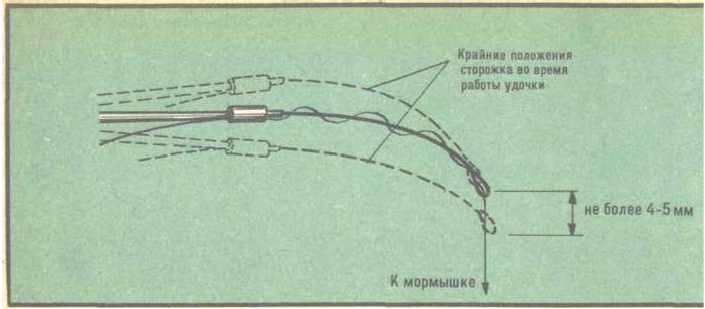 Крайние положения
сторожка во время
работы удочки
не более 4-5 мм
К мормышке